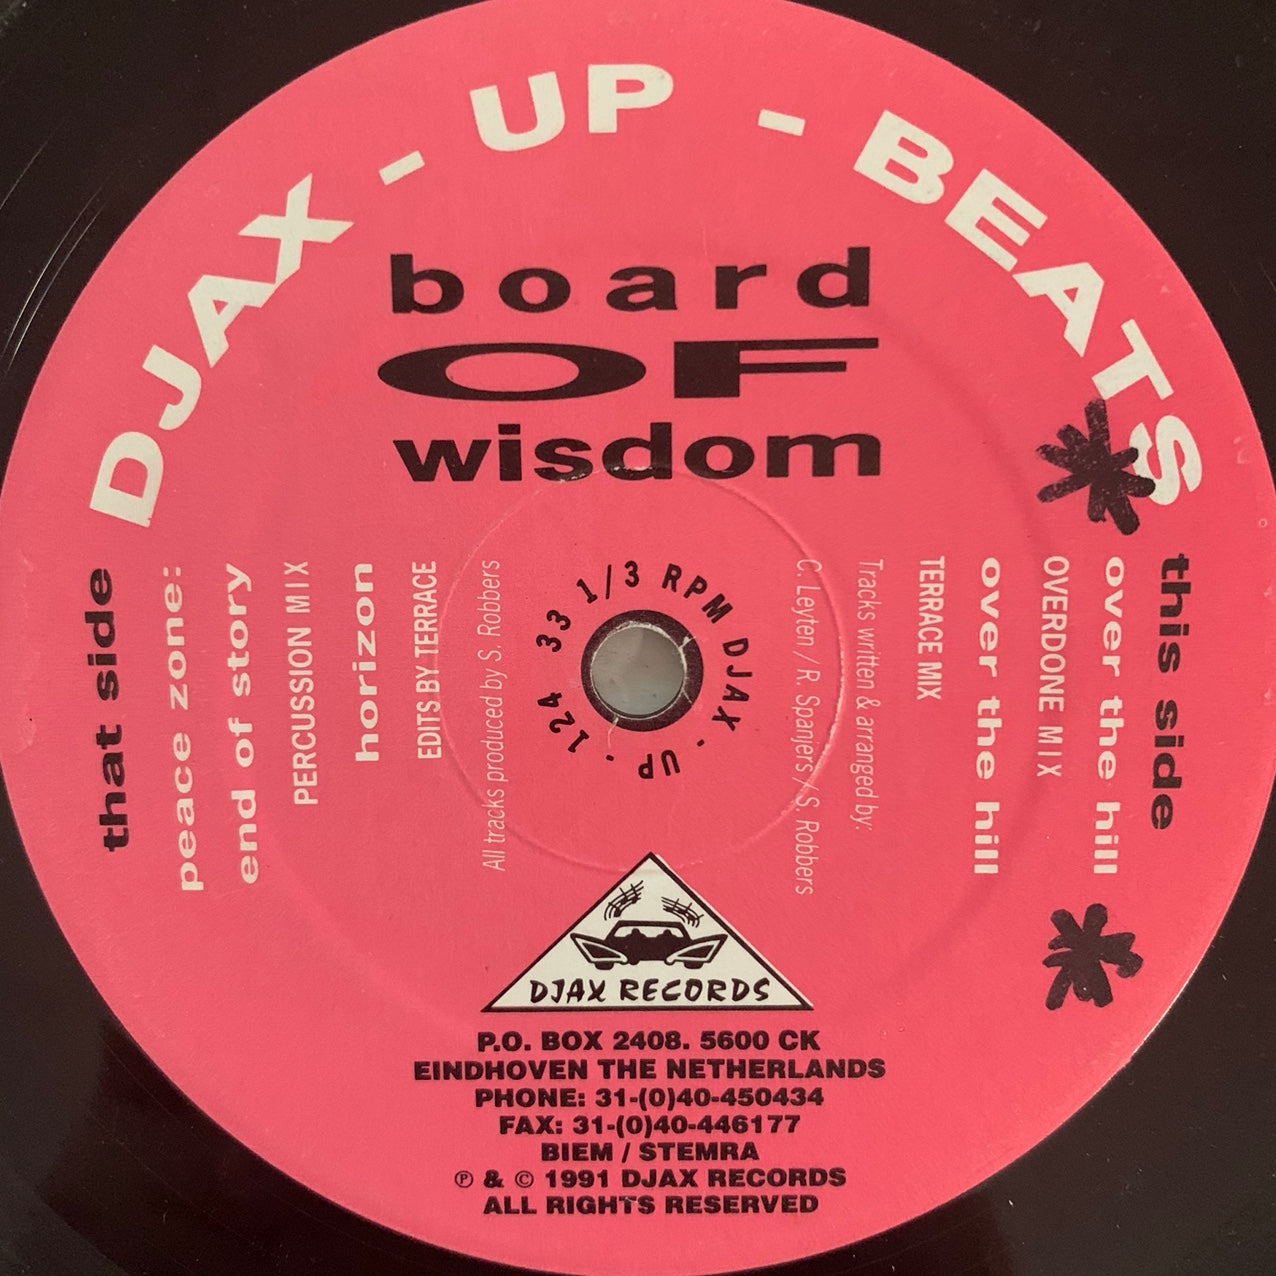 DJAX - UP - BEATS
board
OF
wisdom
that side
peace zone:
end of story
PERCUSSION MIX
horizon
EDITS BY TERRACE
All tracks produced by S. Robbers
33 1/3 RPM DJAX - UP - 124
this side
over the hill
OVERDONE MIX
over the hill
TERRACE MIX
Tracks written & arranged by:
C. Leyten / R. Spanjers / S. Robbers
DJAX RECORDS
P.O. BOX 2408. 5600 CK
EINDHOVEN THE NETHERLANDS
PHONE: 31-(0)40-450434
FAX: 31-(0)40-446177
BIEM / STEMRA
℗ & © 1991 DJAX RECORDS
ALL RIGHTS RESERVED